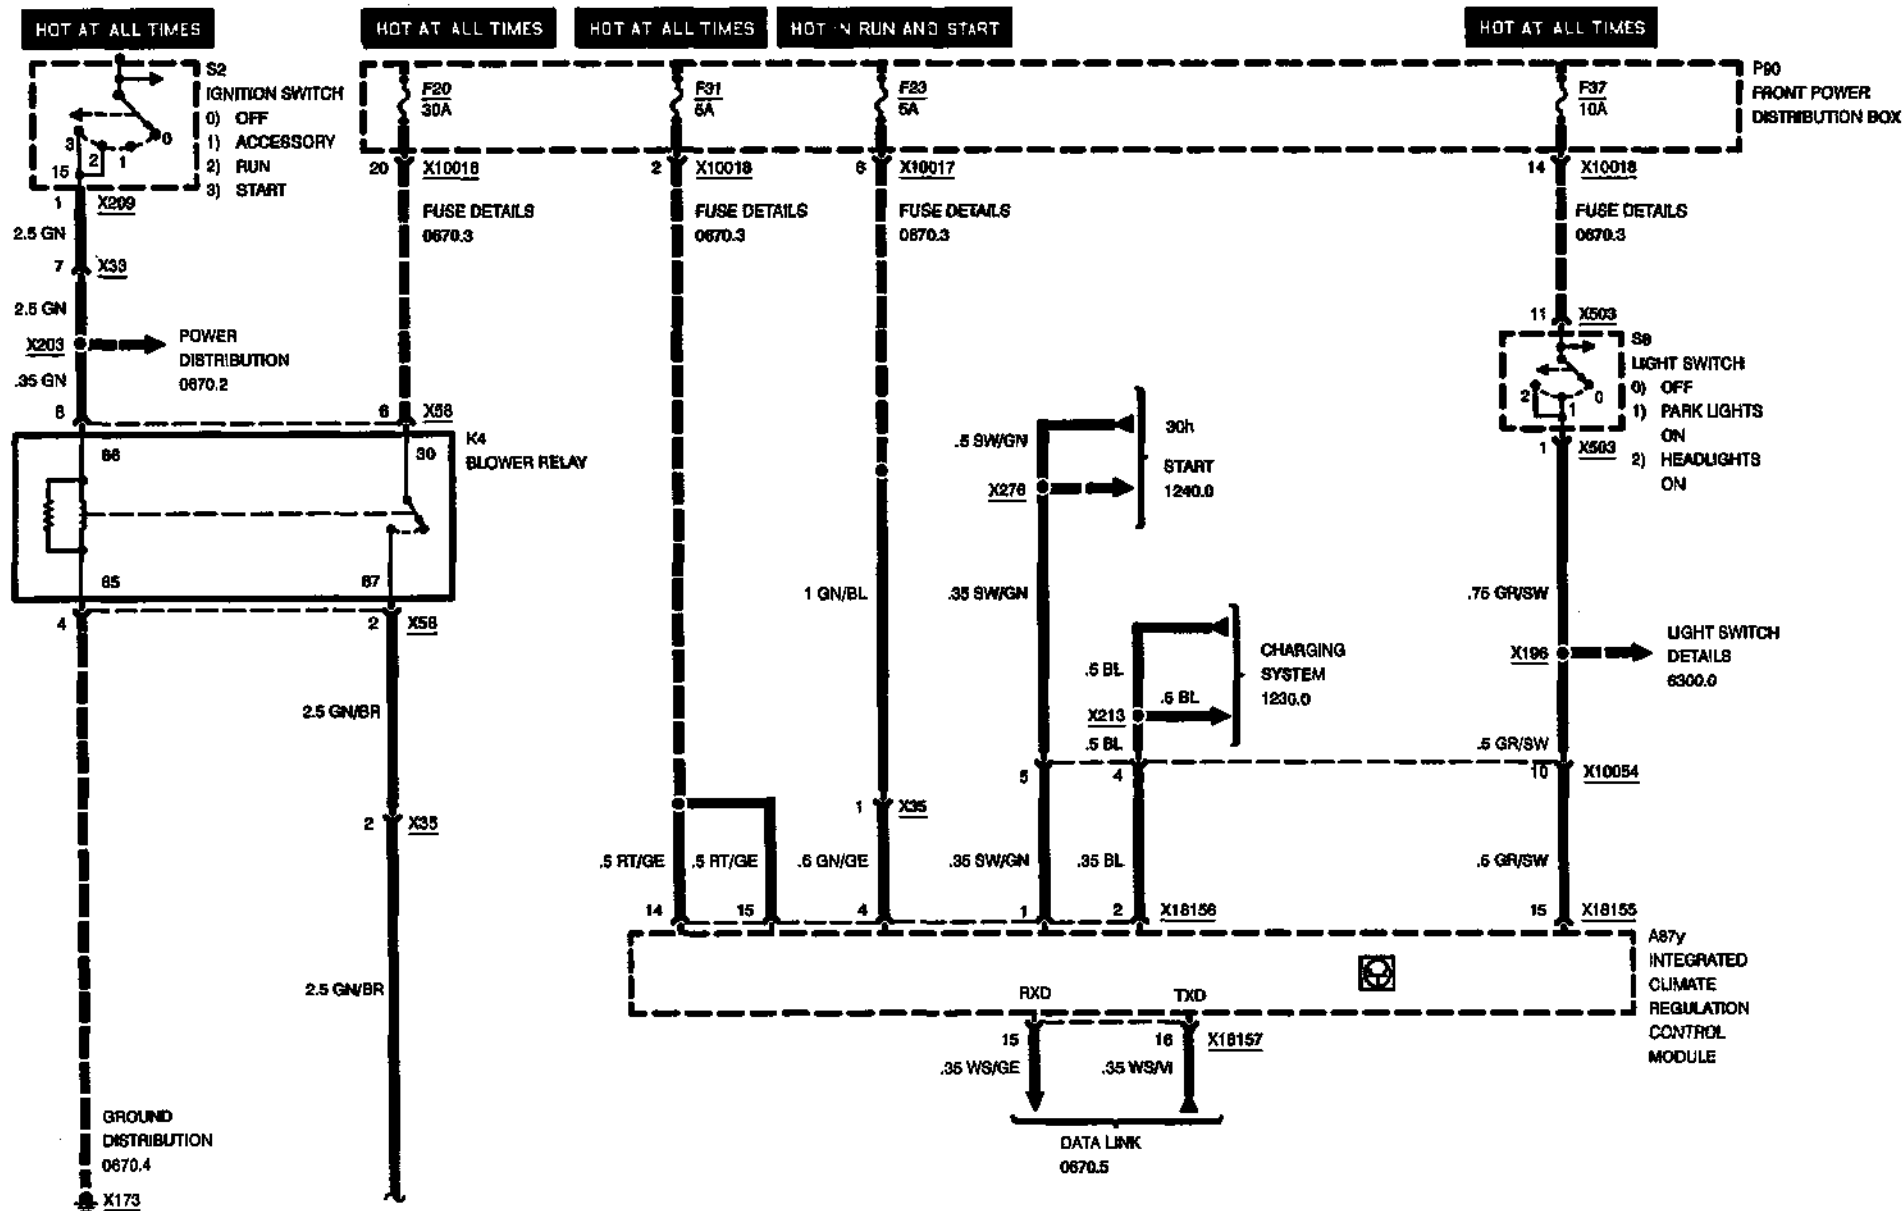 HOT AT ALL TIMES
HOT AT ALL TIMES
HOT AT ALL TIMES
HOT IN RUN AND START
HOT AT ALL TIMES
S2
IGNITION SWITCH
0) OFF
1) ACCESSORY
2) RUN
3) START
3
2
1
0
15
F20
30A
F31
5A
F23
5A
F37
10A
P90
FRONT POWER
DISTRIBUTION BOX
1
X209
20
X10016
2
X10018
6
X10017
14
X10018
2.5 GN
FUSE DETAILS
0670.3
FUSE DETAILS
0670.3
FUSE DETAILS
0670.3
FUSE DETAILS
0670.3
7
X33
2.5 GN
X203
POWER
DISTRIBUTION
0670.2
.35 GN
8
6
X58
11
X503
S8
LIGHT SWITCH
0) OFF
1) PARK LIGHTS
ON
2) HEADLIGHTS
ON
2
1
0
1
X503
K4
BLOWER RELAY
86
30
85
87
.5 SW/GN
30h
START
1240.0
X276
4
2
X58
1 GN/BL
.35 SW/GN
.75 GR/SW
CHARGING
SYSTEM
1230.0
.5 BL
.5 BL
X213
.5 BL
X196
LIGHT SWITCH
DETAILS
6300.0
2.5 GN/BR
.5 GR/SW
5
4
10
X10054
2
X35
1
X35
.5 RT/GE
.5 RT/GE
.5 GN/GE
.35 SW/GN
.35 BL
.5 GR/SW
14
15
4
1
2
X18156
15
X18155
A87y
INTEGRATED
CLIMATE
REGULATION
CONTROL
MODULE
RXD
TXD
2.5 GN/BR
15
16
X18157
.35 WS/GE
.35 WS/VI
DATA LINK
0670.5
GROUND
DISTRIBUTION
0670.4
X173